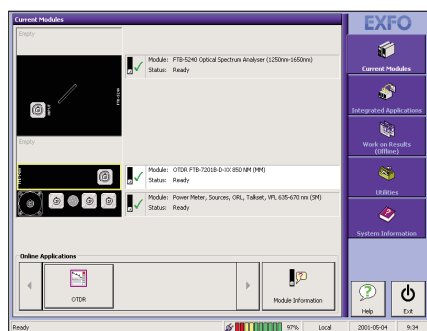 Current Modules
EXFO
Empty
Module: FTB-5240 Optical Spectrum Analyser (1250nm-1650nm)
Status: Ready
Current Modules
Integrated Applications
Empty
Work on Results
(Offline)
Module: OTDR FTB-7201B-D-XX 850 NM (MM)
Status: Ready
Utilities
Module: Power Meter, Sources, ORL, Talkset, VFL 635-670 nm (SM)
Status: Ready
System Information
Online Applications
OTDR
Module Information
Help
Exit
Ready
97%
Local
2001-05-04
9:34